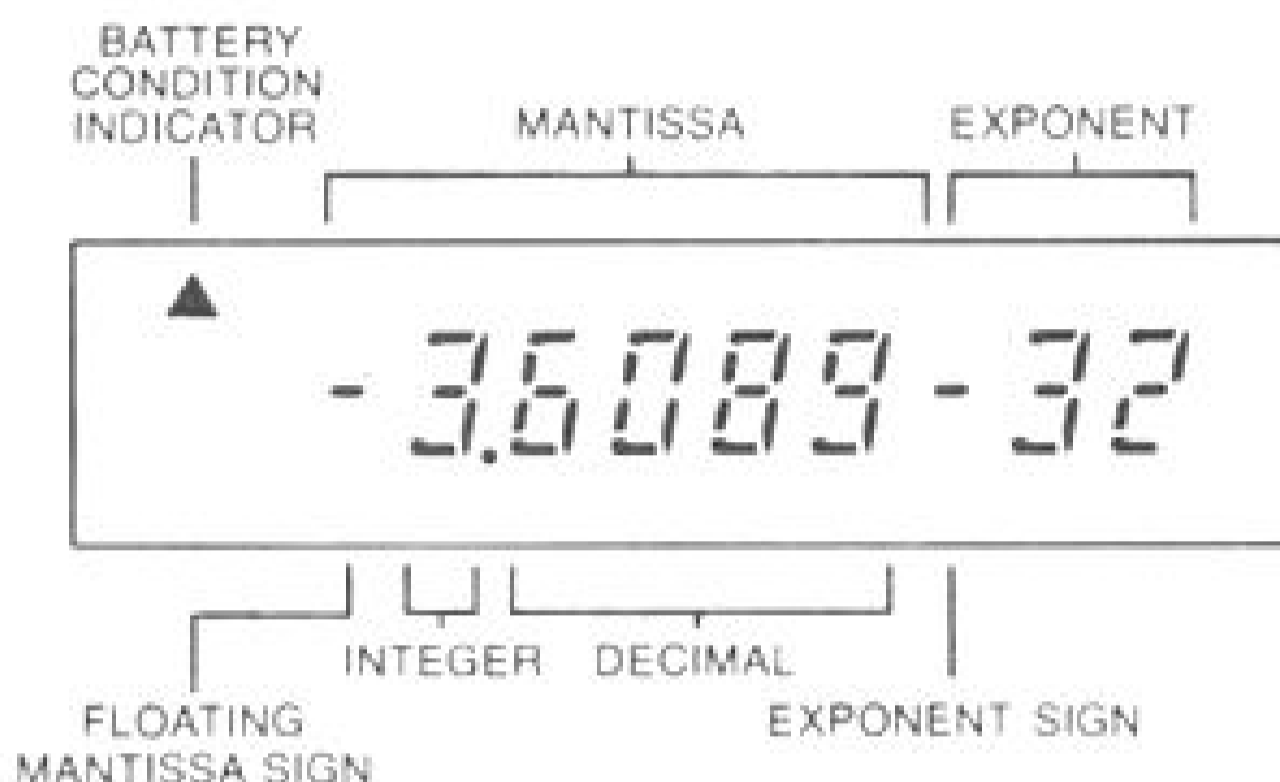 BATTERY
CONDITION
INDICATOR
MANTISSA
EXPONENT
▲
- 3.6089 - 32
INTEGER
DECIMAL
FLOATING
MANTISSA SIGN
EXPONENT SIGN